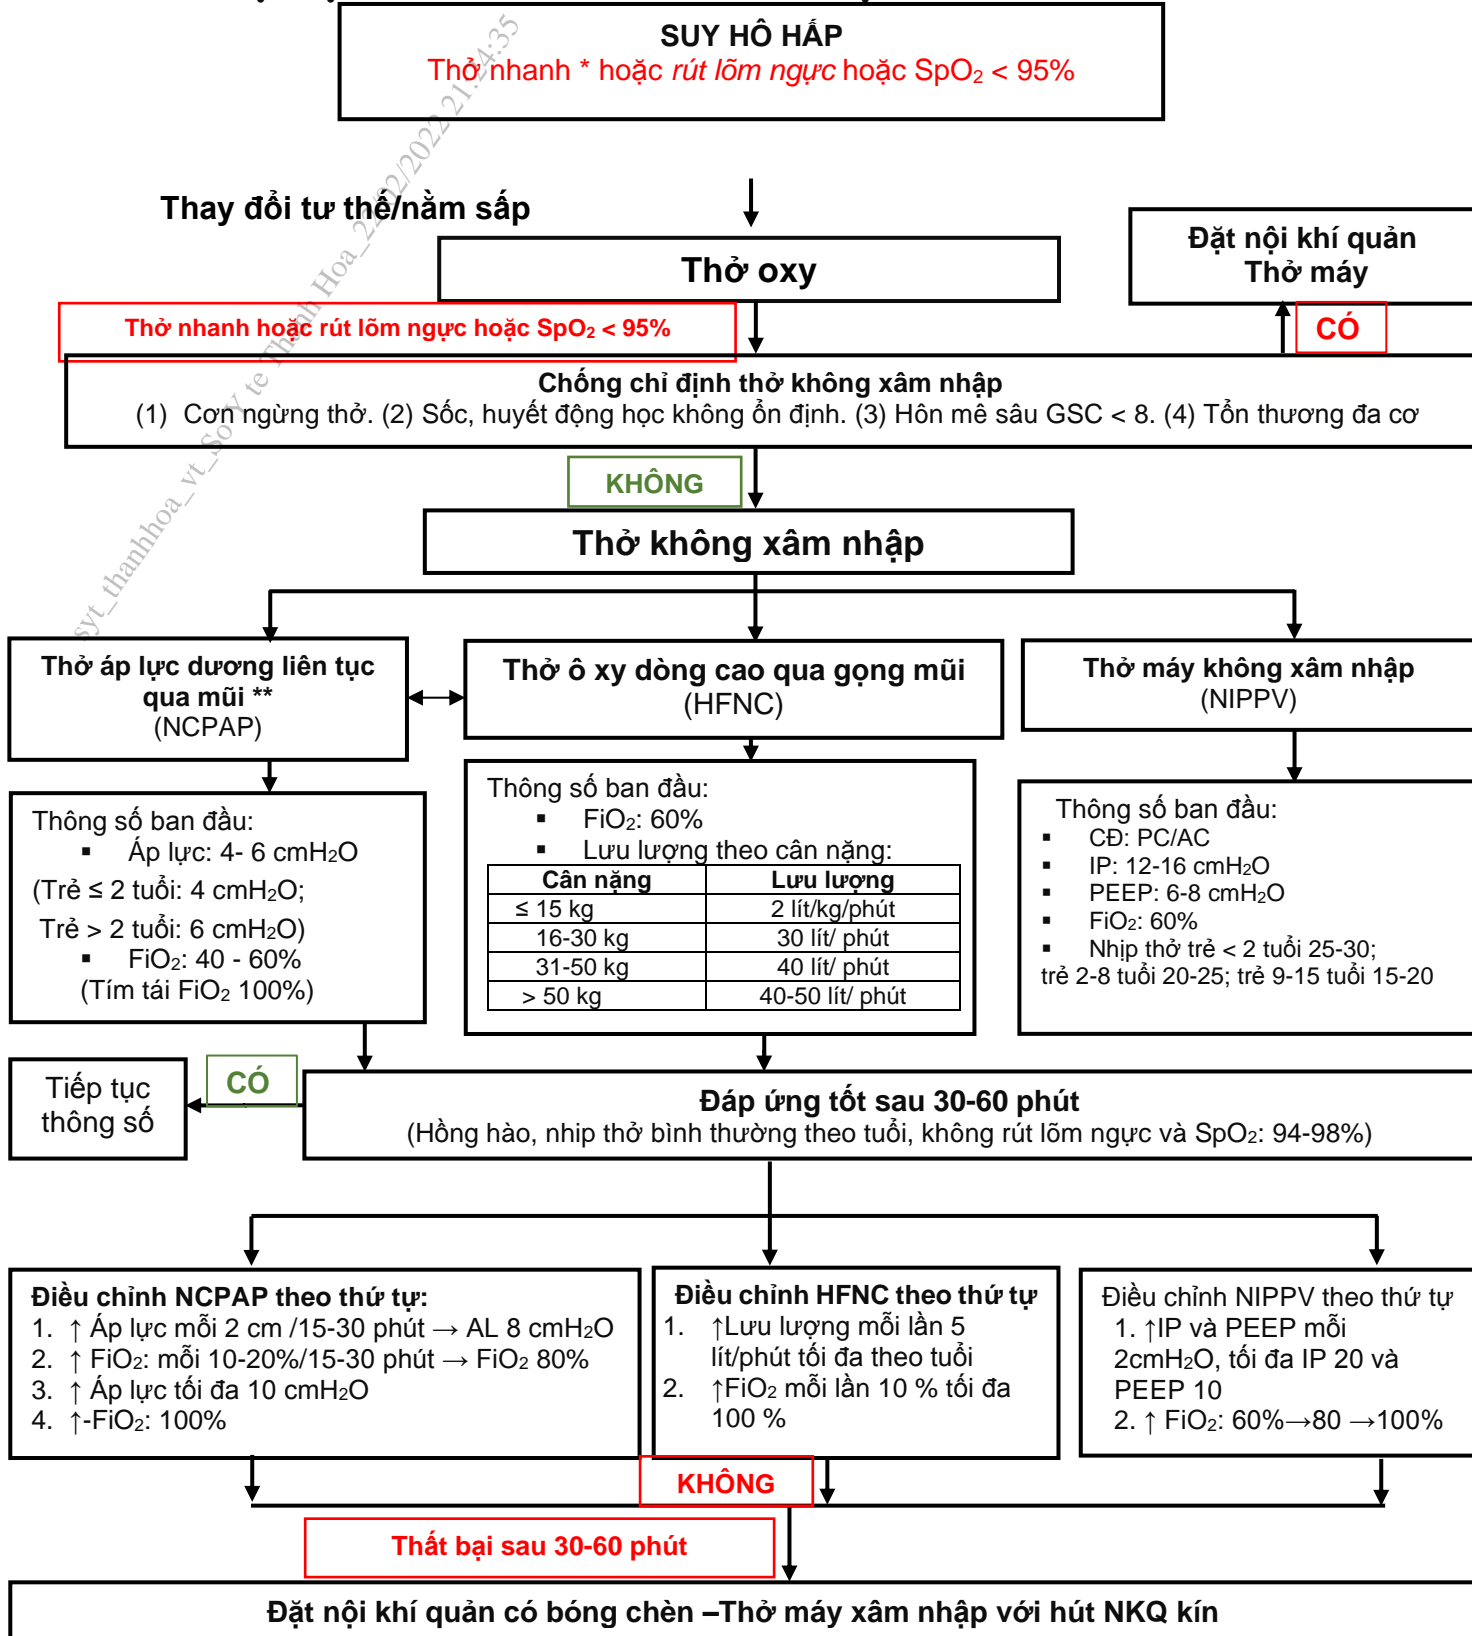 SUY HÔ HẤP
Thở nhanh * hoặc rút lõm ngực hoặc SpO₂ < 95%
Thay đổi tư thế/nằm sấp
Thở oxy
Đặt nội khí quản
Thở máy
Thở nhanh hoặc rút lõm ngực hoặc SpO₂ < 95%
CÓ
Chống chỉ định thở không xâm nhập
(1) Cơn ngừng thở. (2) Sốc, huyết động học không ổn định. (3) Hôn mê sâu GSC < 8. (4) Tổn thương đa cơ
KHÔNG
Thở không xâm nhập
syt_thanhhoa_vt_So Y te Thanh Hoa_22/02/2022 21:24:35
Thở áp lực dương liên tục
qua mũi **
(NCPAP)
Thở ô xy dòng cao qua gọng mũi
(HFNC)
Thở máy không xâm nhập
(NIPPV)
Thông số ban đầu:
▪ Áp lực: 4- 6 cmH₂O
(Trẻ ≤ 2 tuổi: 4 cmH₂O;
Trẻ > 2 tuổi: 6 cmH₂O)
▪ FiO₂: 40 - 60%
(Tím tái FiO₂ 100%)
Thông số ban đầu:
▪ FiO₂: 60%
▪ Lưu lượng theo cân nặng:
Cân nặng Lưu lượng
≤ 15 kg 2 lít/kg/phút
16-30 kg 30 lít/ phút
31-50 kg 40 lít/ phút
> 50 kg 40-50 lít/ phút
Thông số ban đầu:
▪ CĐ: PC/AC
▪ IP: 12-16 cmH₂O
▪ PEEP: 6-8 cmH₂O
▪ FiO₂: 60%
▪ Nhịp thở trẻ < 2 tuổi 25-30;
trẻ 2-8 tuổi 20-25; trẻ 9-15 tuổi 15-20
Tiếp tục
thông số
CÓ
Đáp ứng tốt sau 30-60 phút
(Hồng hào, nhip thở bình thường theo tuổi, không rút lõm ngực và SpO₂: 94-98%)
Điều chỉnh NCPAP theo thứ tự:
1. ↑ Áp lực mỗi 2 cm /15-30 phút → AL 8 cmH₂O
2. ↑ FiO₂: mỗi 10-20%/15-30 phút → FiO₂ 80%
3. ↑ Áp lực tối đa 10 cmH₂O
4. ↑-FiO₂: 100%
Điều chỉnh HFNC theo thứ tự
1. ↑Lưu lượng mỗi lần 5
lít/phút tối đa theo tuổi
2. ↑FiO₂ mỗi lần 10 % tối đa
100 %
Điều chỉnh NIPPV theo thứ tự
1. ↑IP và PEEP mỗi
2cmH₂O, tối đa IP 20 và
PEEP 10
2. ↑ FiO₂: 60%→80 →100%
KHÔNG
Thất bại sau 30-60 phút
Đặt nội khí quản có bóng chèn –Thở máy xâm nhập với hút NKQ kín